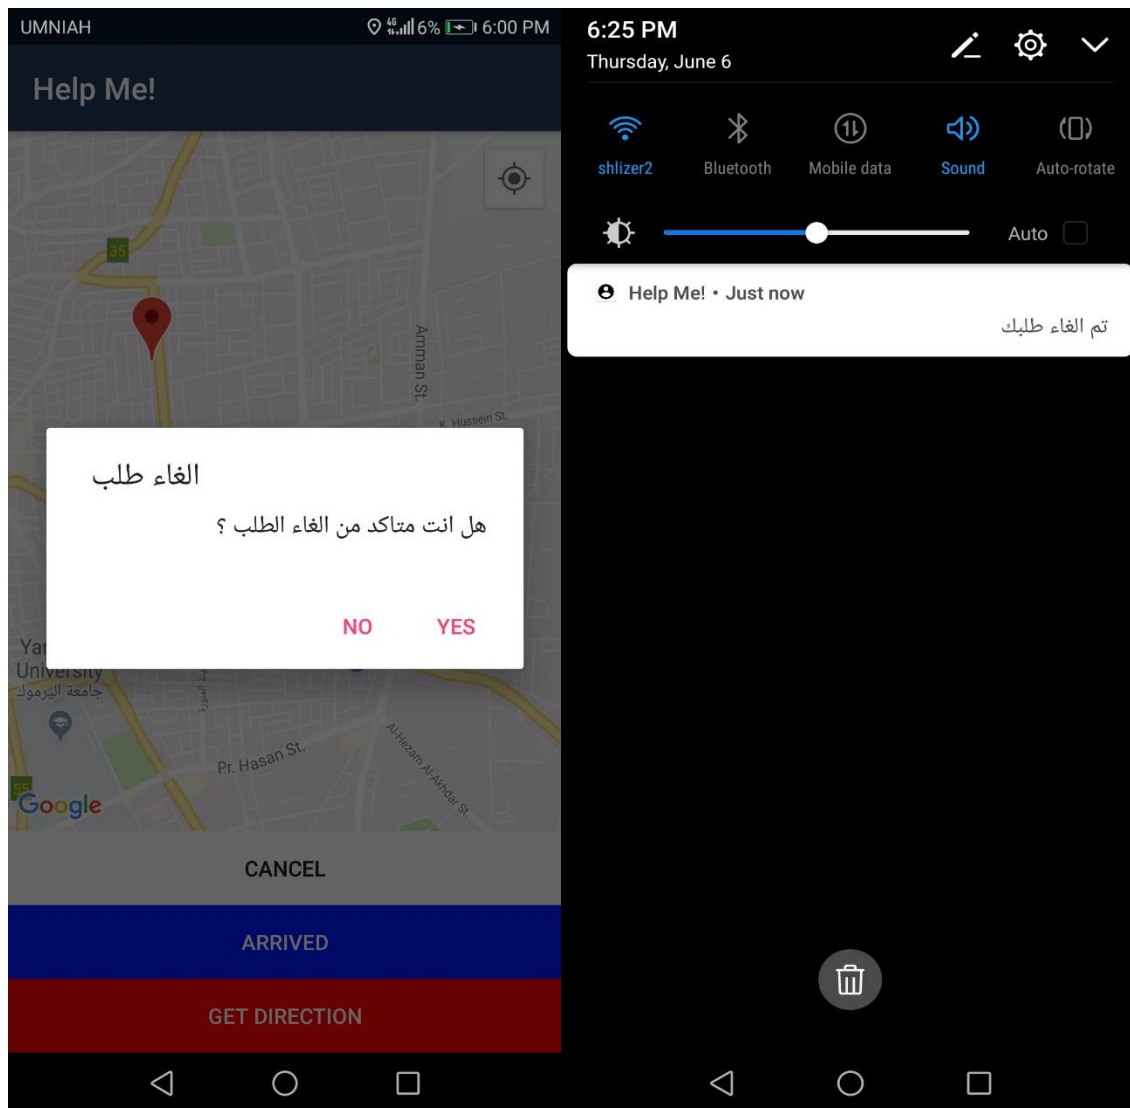 UMNIAH
4G 6% 6:00 PM
Help Me!
35
Amman St.
K. Hussein St.
الغاء طلب
هل انت متاكد من الغاء الطلب ؟
NO YES
University
جامعة اليرموك
Pr. Hasan St.
Al-Hezam Al-Akhdar St.
55
Google
CANCEL
ARRIVED
GET DIRECTION
6:25 PM
Thursday, June 6
shlizer2 Bluetooth Mobile data Sound Auto-rotate
Auto
Help Me! • Just now
تم الغاء طلبك